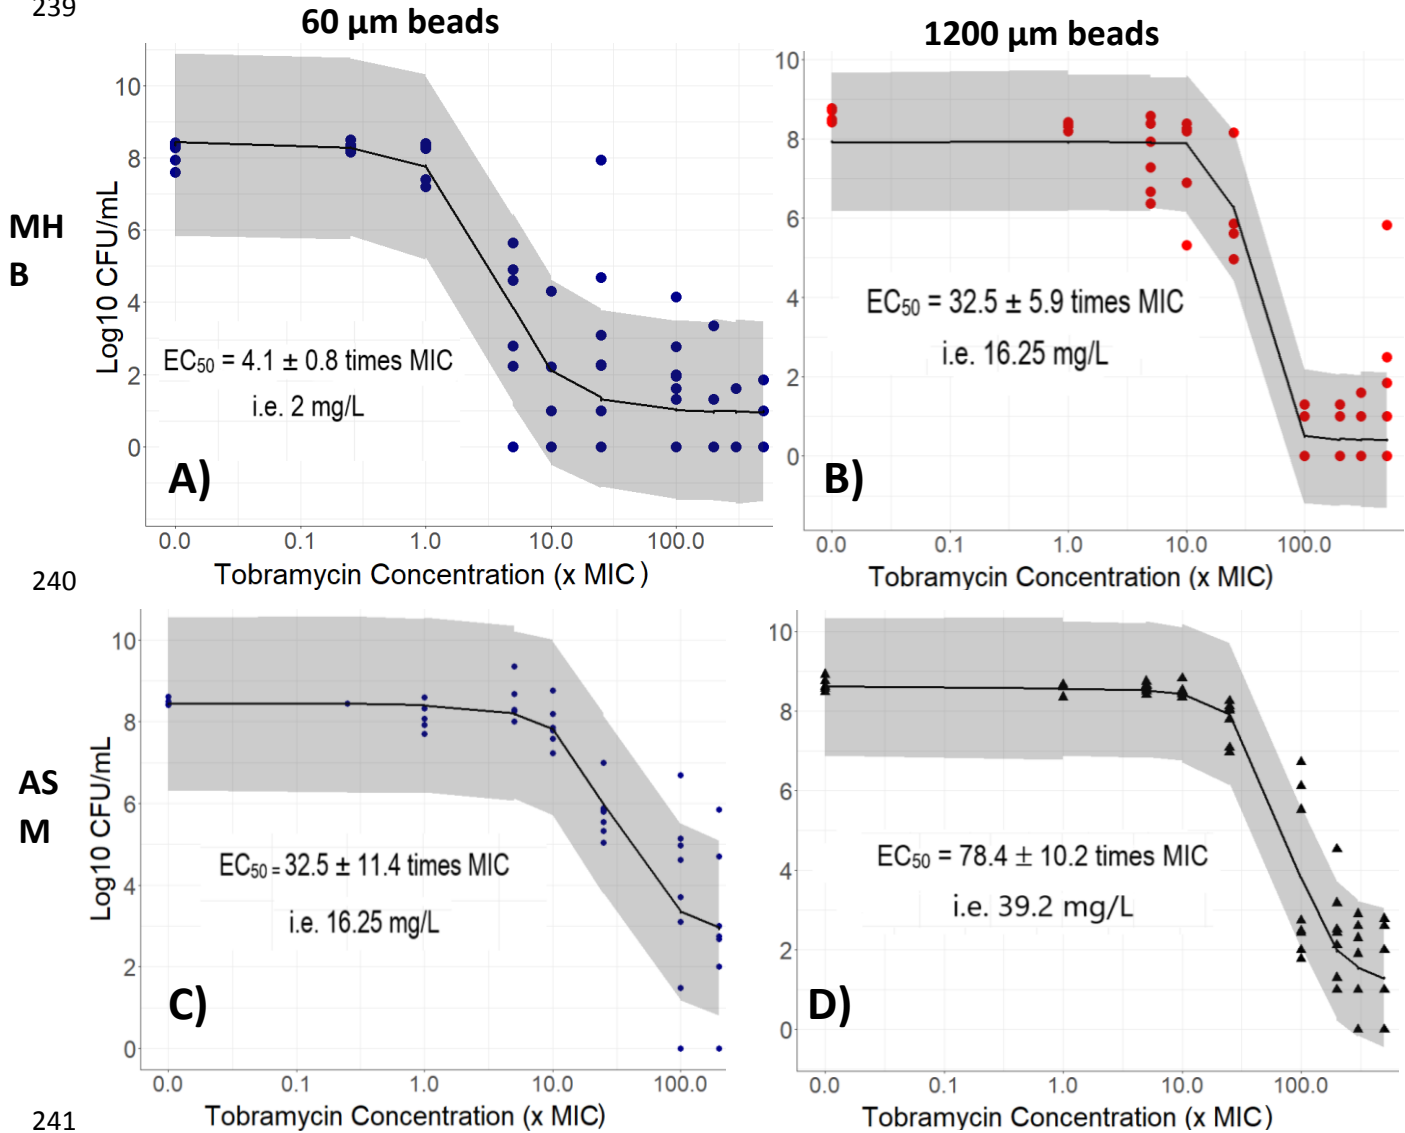 239
60 µm beads
1200 µm beads
MH
B
Log10 CFU/mL
10
8
6
4
2
0
EC50 = 4.1 ± 0.8 times MIC
i.e. 2 mg/L
A)
0.0 0.1 1.0 10.0 100.0
Tobramycin Concentration (x MIC )
10
8
6
4
2
0
EC50 = 32.5 ± 5.9 times MIC
i.e. 16.25 mg/L
B)
0.0 0.1 1.0 10.0 100.0
Tobramycin Concentration (x MIC)
240
AS
M
Log10 CFU/mL
10
8
6
4
2
0
EC50 = 32.5 ± 11.4 times MIC
i.e. 16.25 mg/L
C)
0.0 0.1 1.0 10.0 100.0
Tobramycin Concentration (x MIC)
10
8
6
4
2
0
EC50 = 78.4 ± 10.2 times MIC
i.e. 39.2 mg/L
D)
0.0 0.1 1.0 10.0 100.0
Tobramycin Concentration (x MIC)
241